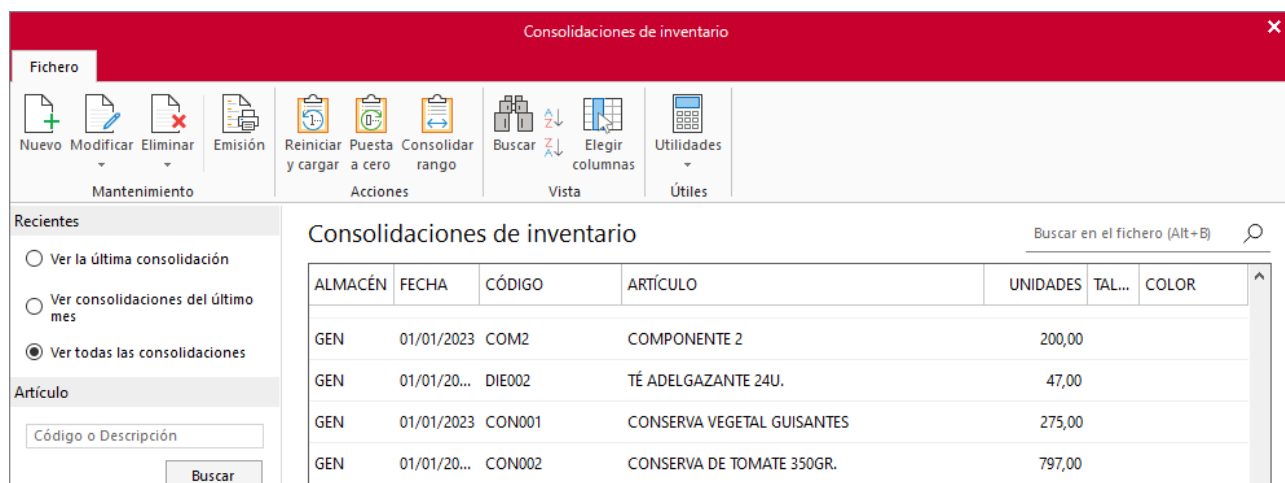 Consolidaciones de inventario
Fichero
Nuevo Modificar Eliminar Emisión Reiniciar y cargar Puesta a cero Consolidar rango Buscar Elegir columnas Utilidades
Mantenimiento Acciones Vista Útiles
Recientes
Ver la última consolidación
Ver consolidaciones del último
mes
Ver todas las consolidaciones
Artículo
Código o Descripción
Buscar
Consolidaciones de inventario
Buscar en el fichero (Alt+B)
ALMACÉN FECHA CÓDIGO ARTÍCULO UNIDADES TAL... COLOR
GEN 01/01/2023 COM2 COMPONENTE 2 200,00
GEN 01/01/20... DIE002 TÉ ADELGAZANTE 24U. 47,00
GEN 01/01/2023 CON001 CONSERVA VEGETAL GUISANTES 275,00
GEN 01/01/20... CON002 CONSERVA DE TOMATE 350GR. 797,00